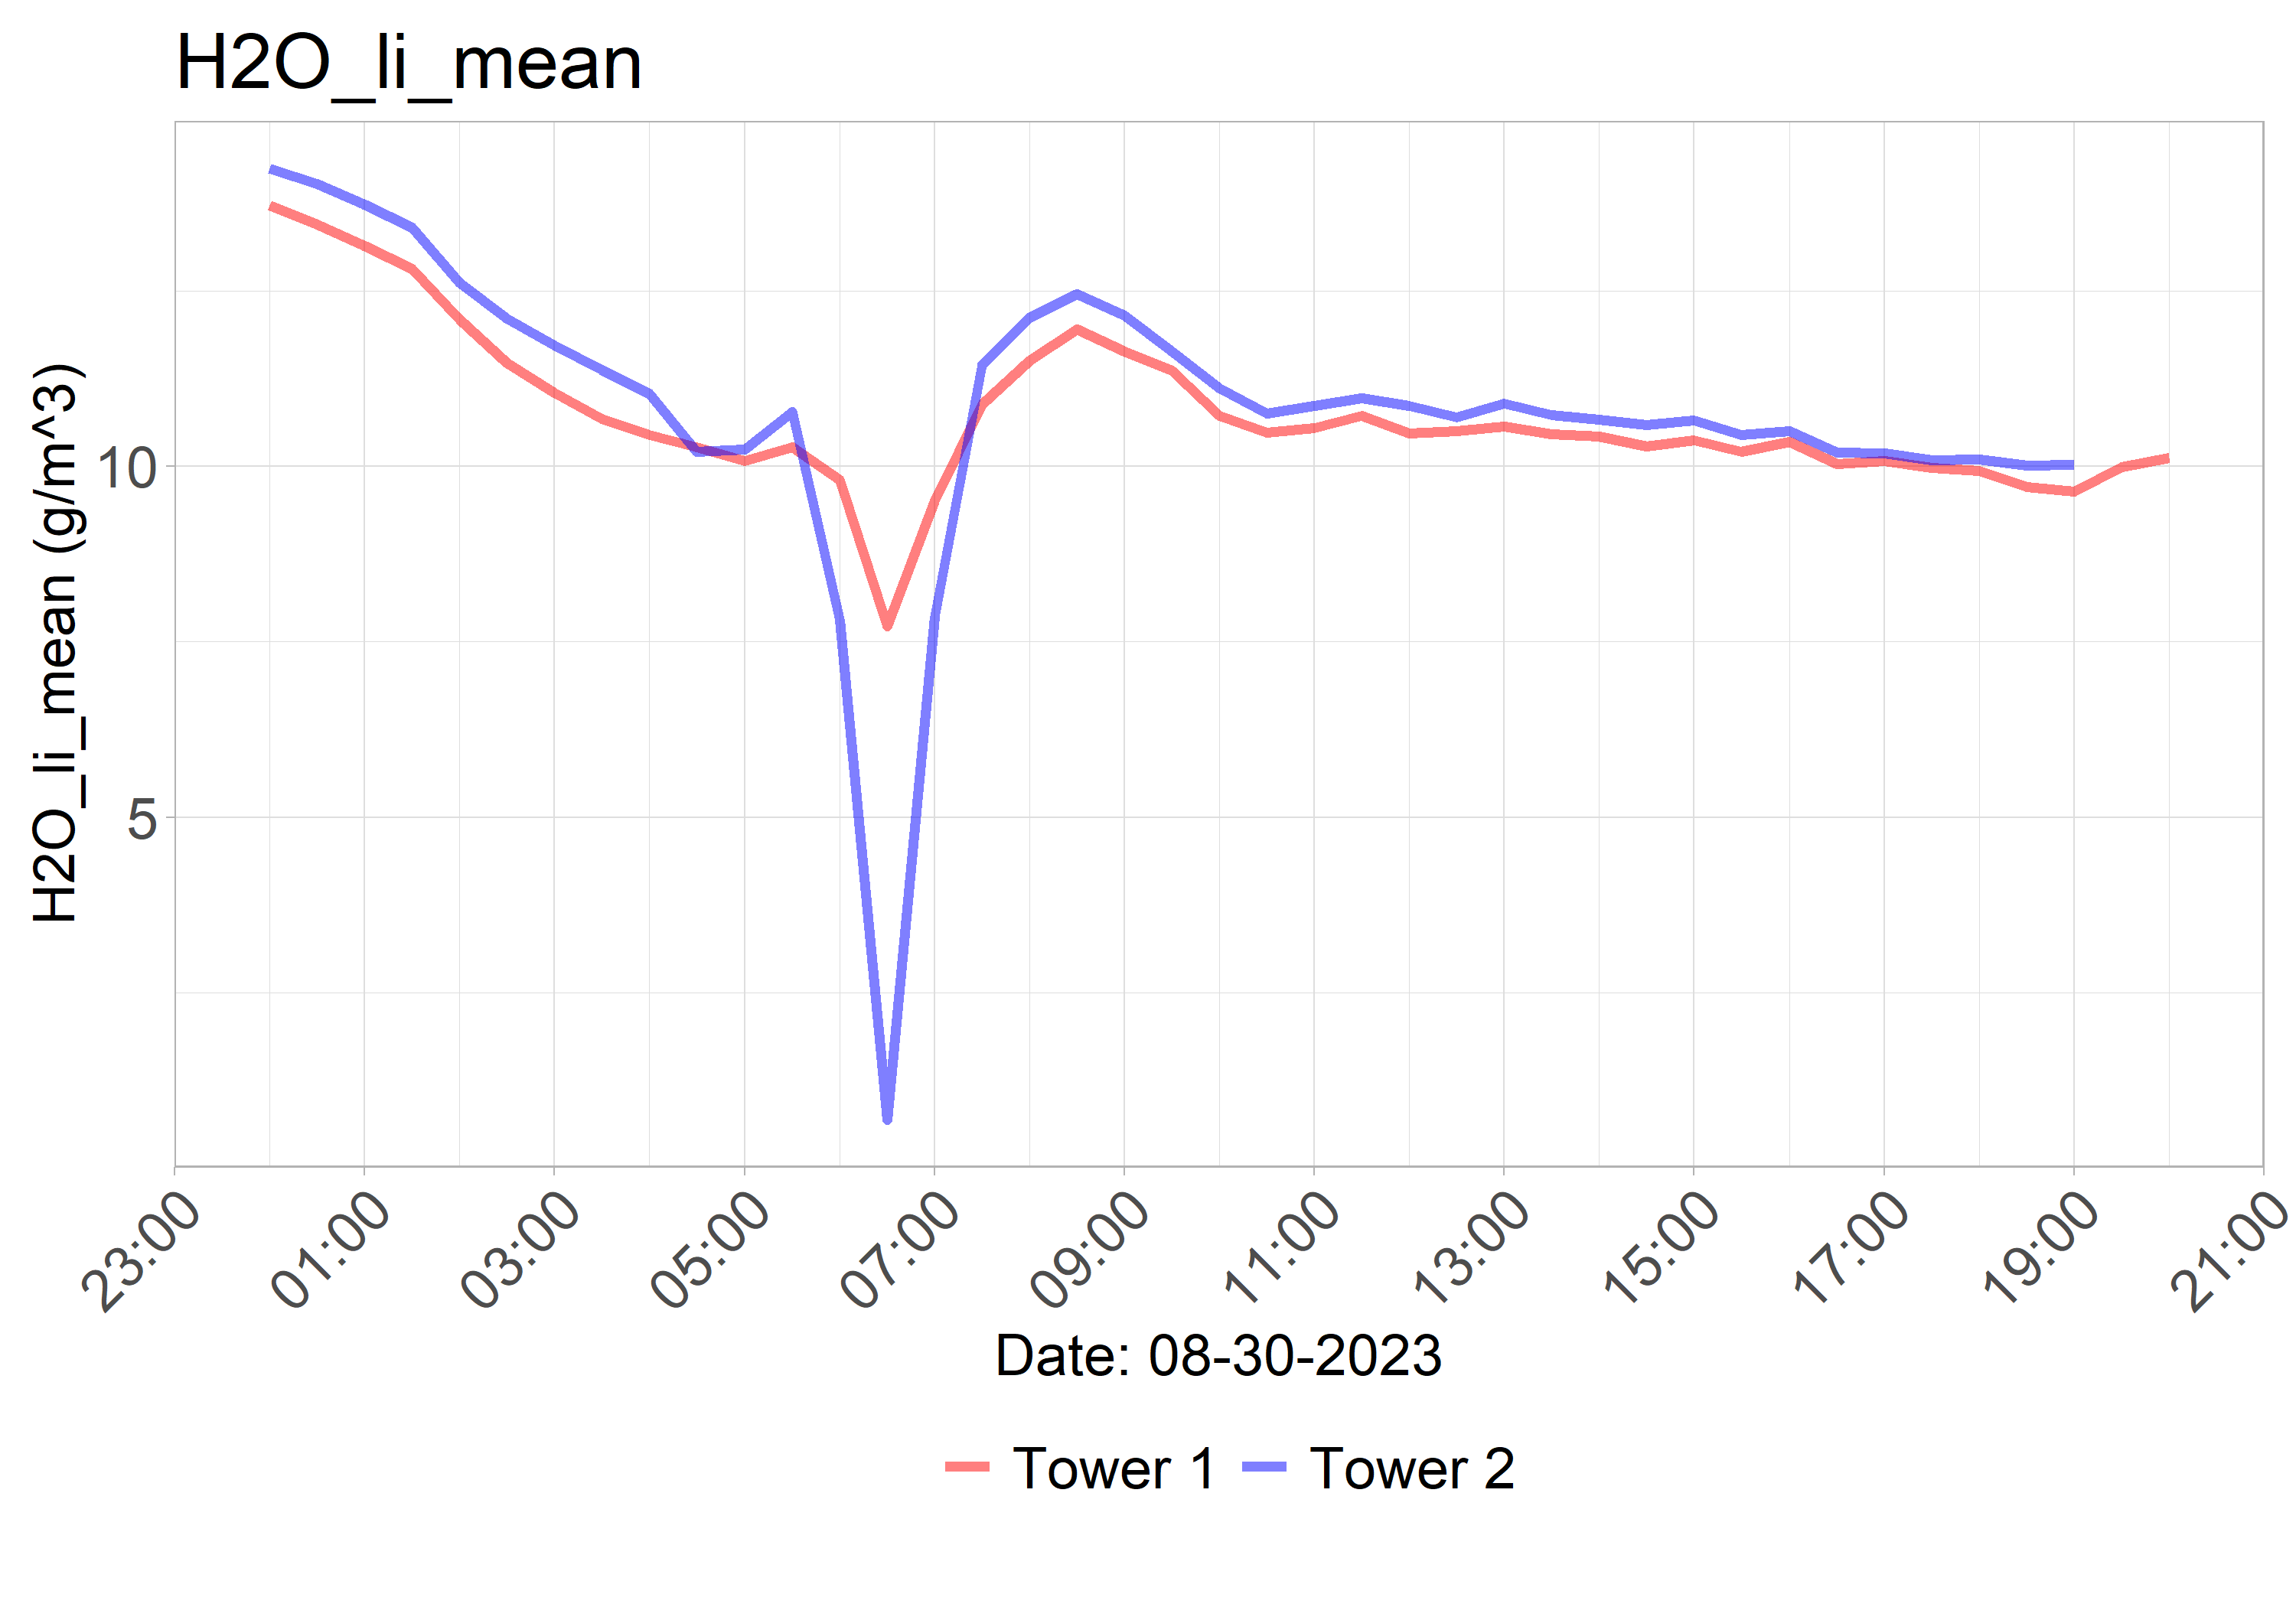 H2O_li_mean
H2O_li_mean (g/m^3)
10
5
23:00 01:00 03:00 05:00 07:00 09:00 11:00 13:00 15:00 17:00 19:00 21:00
Date: 08-30-2023
Tower 1 Tower 2